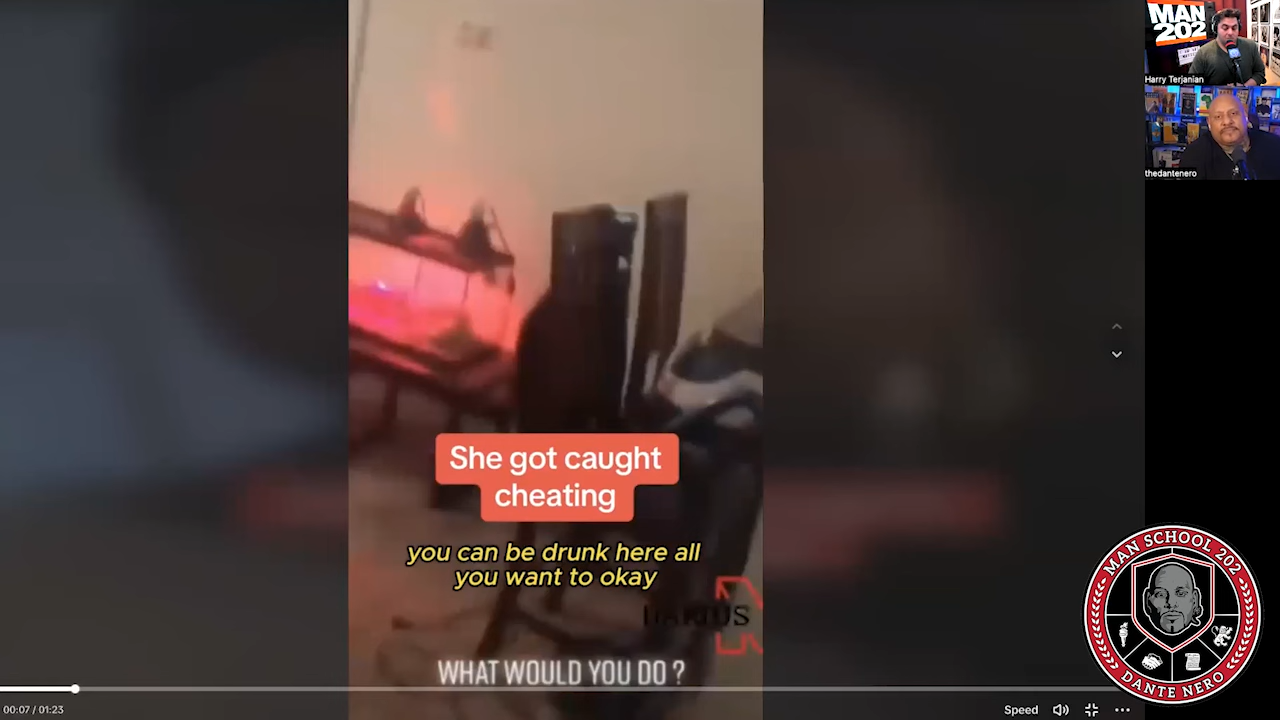 MAN
202
Harry Terjanian
thedantenero
She got caught
cheating
you can be drunk here all
you want to okay
DARIUS
WHAT WOULD YOU DO ?
MAN SCHOOL 202
DANTE NERO
00:07 / 01:23
Speed